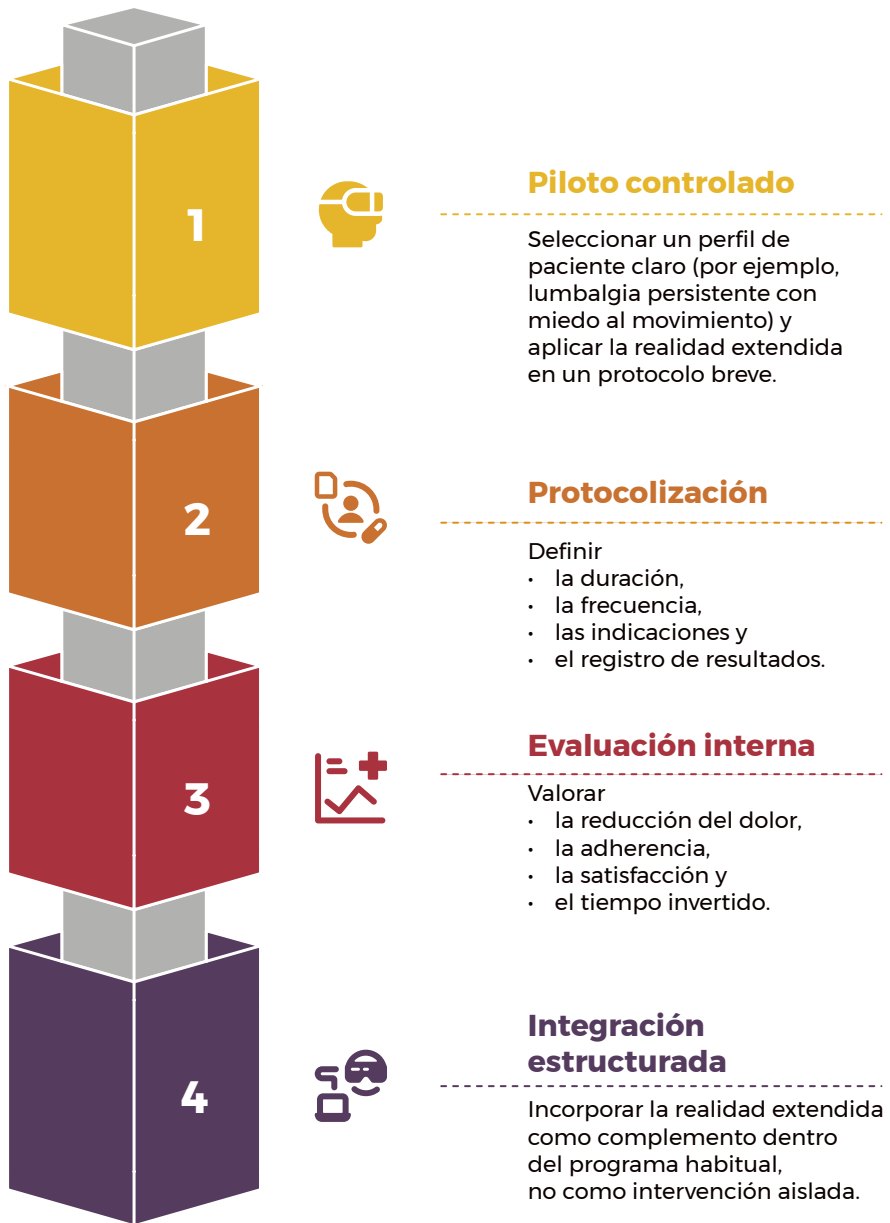 1
Piloto controlado
Seleccionar un perfil de
paciente claro (por ejemplo,
lumbalgia persistente con
miedo al movimiento) y
aplicar la realidad extendida
en un protocolo breve.
2
Protocolización
Definir
• la duración,
• la frecuencia,
• las indicaciones y
• el registro de resultados.
3
Evaluación interna
Valorar
• la reducción del dolor,
• la adherencia,
• la satisfacción y
• el tiempo invertido.
4
Integración
estructurada
Incorporar la realidad extendida
como complemento dentro
del programa habitual,
no como intervención aislada.